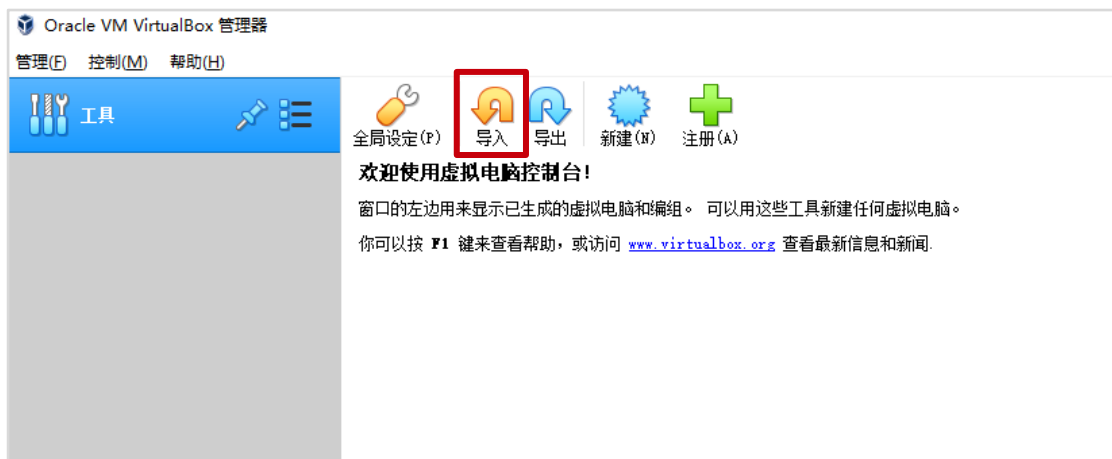 Oracle VM VirtualBox 管理器
管理(F) 控制(M) 帮助(H)
工具
全局设定(P) 导入 导出 新建(N) 注册(A)
欢迎使用虚拟电脑控制台!
窗口的左边用来显示已生成的虚拟电脑和编组。 可以用这些工具新建任何虚拟电脑。
你可以按 F1 键来查看帮助，或访问 www.virtualbox.org 查看最新信息和新闻.